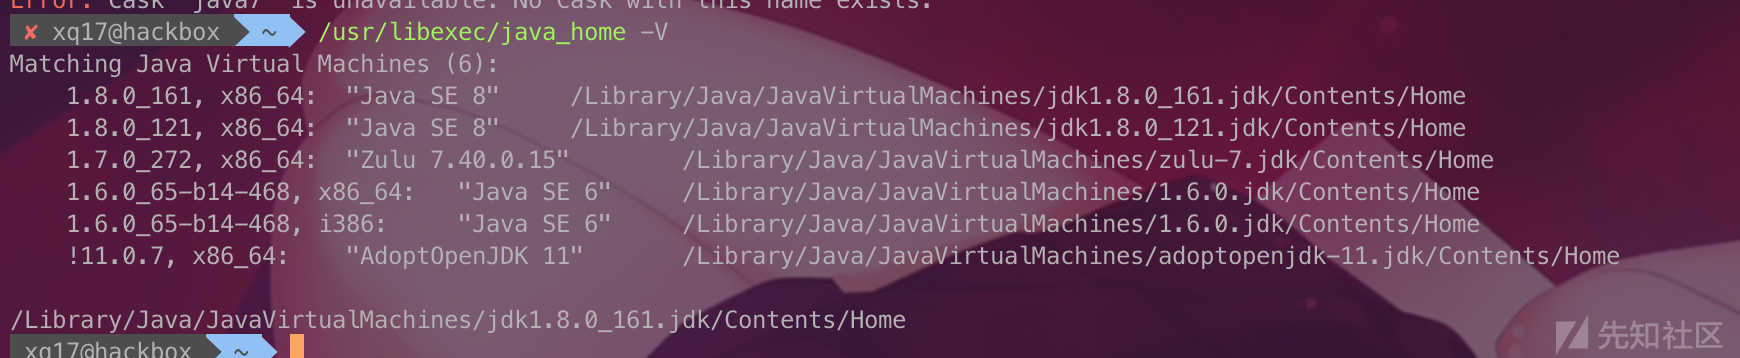 Error: Cask 'java7' is unavailable: No Cask with this name exists.
✘ xq17@hackbox ~ /usr/libexec/java_home -V
Matching Java Virtual Machines (6):
    1.8.0_161, x86_64:	"Java SE 8"	/Library/Java/JavaVirtualMachines/jdk1.8.0_161.jdk/Contents/Home
    1.8.0_121, x86_64:	"Java SE 8"	/Library/Java/JavaVirtualMachines/jdk1.8.0_121.jdk/Contents/Home
    1.7.0_272, x86_64:	"Zulu 7.40.0.15"	/Library/Java/JavaVirtualMachines/zulu-7.jdk/Contents/Home
    1.6.0_65-b14-468, x86_64:	"Java SE 6"	/Library/Java/JavaVirtualMachines/1.6.0.jdk/Contents/Home
    1.6.0_65-b14-468, i386:	"Java SE 6"	/Library/Java/JavaVirtualMachines/1.6.0.jdk/Contents/Home
    !11.0.7, x86_64:	"AdoptOpenJDK 11"	/Library/Java/JavaVirtualMachines/adoptopenjdk-11.jdk/Contents/Home
/Library/Java/JavaVirtualMachines/jdk1.8.0_161.jdk/Contents/Home
xq17@hackbox ~
先知社区